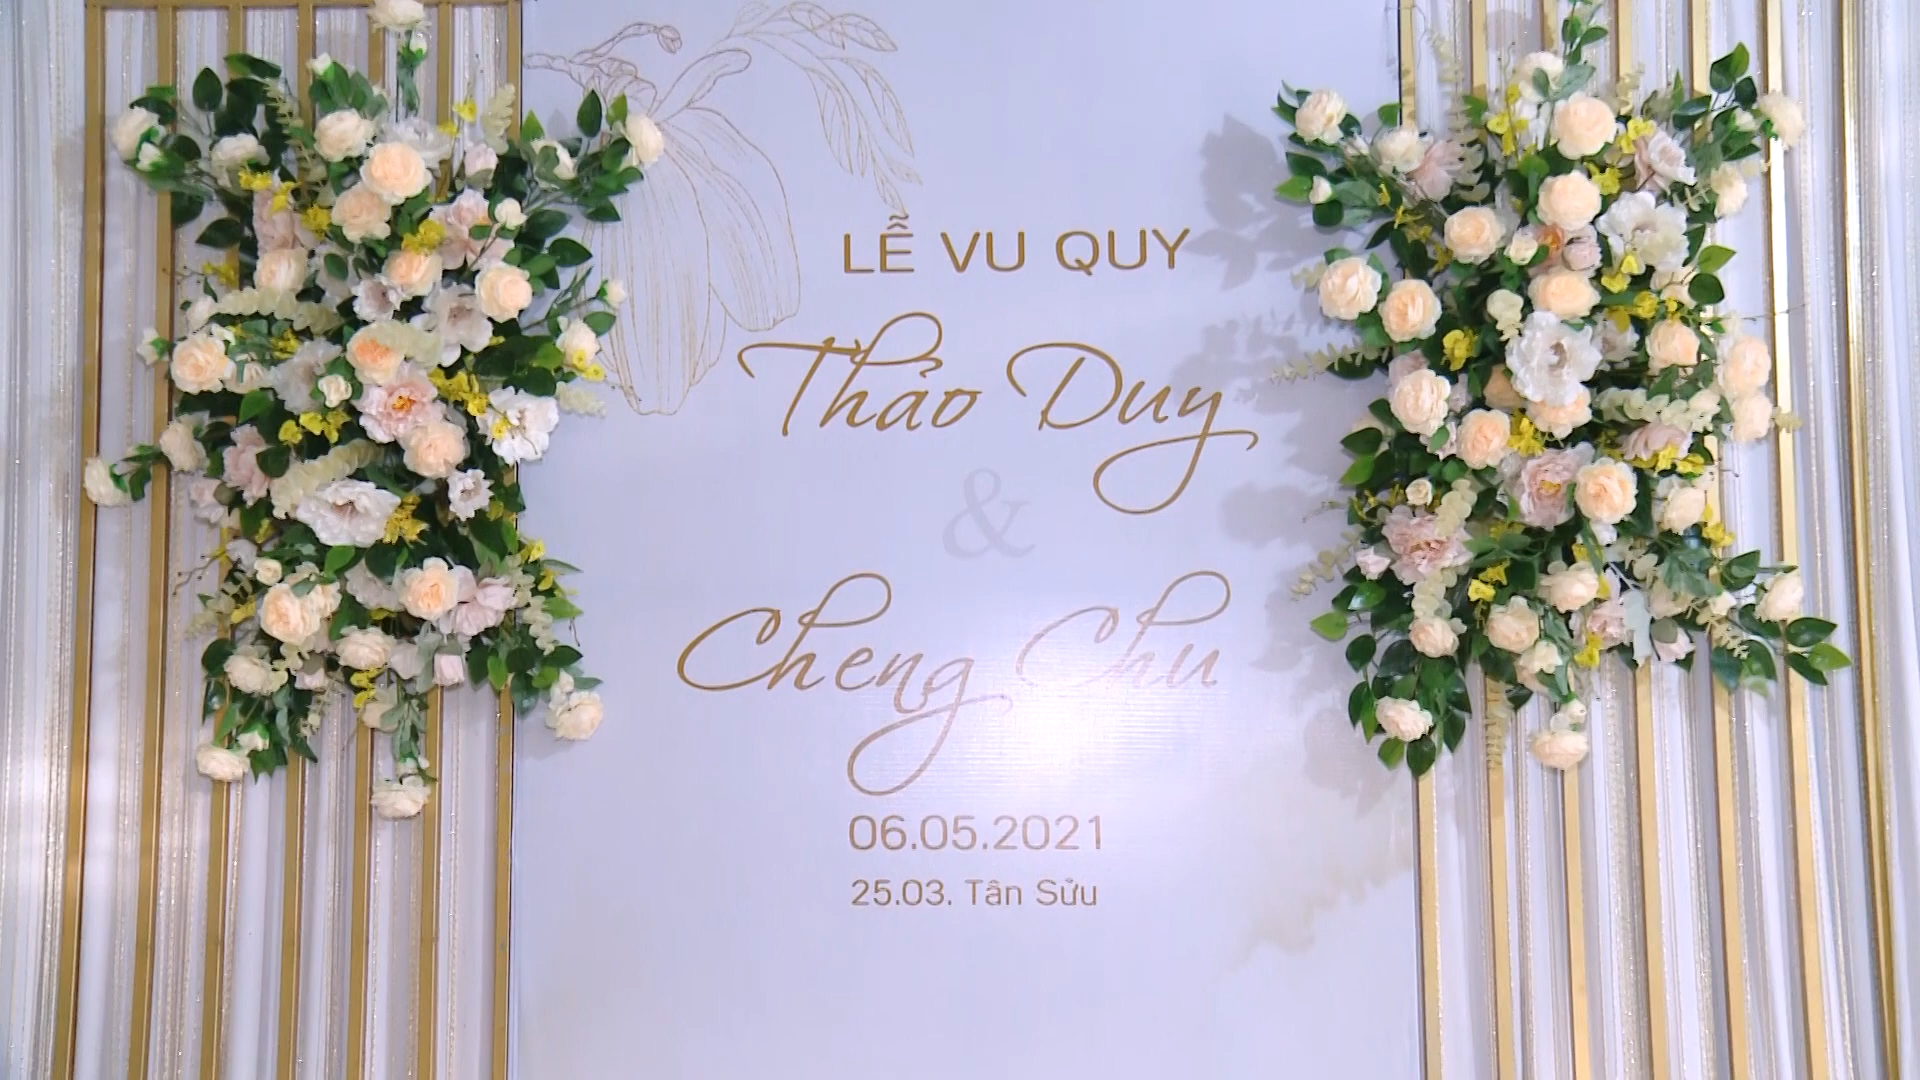 LỄ VU QUY
Thảo Duy
&
Cheng Chu
06.05.2021
25.03. Tân Sửu